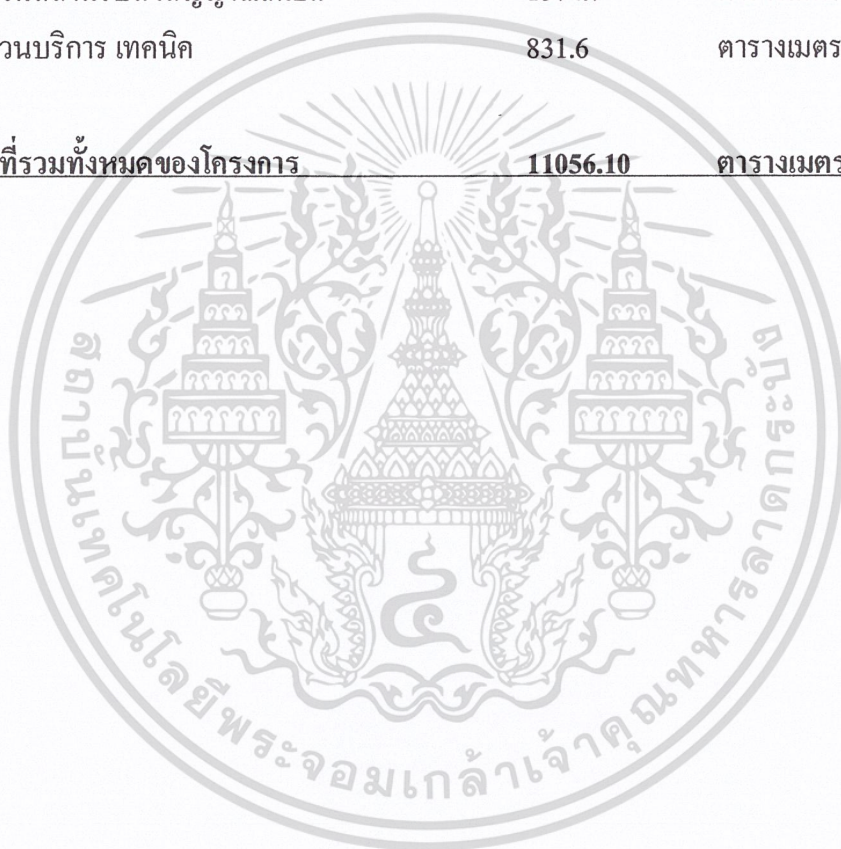 วนบริการ เทคนิค 831.6 ตารางเมตร
ที่รวมทั้งหมดของโครงการ 11056.10 ตารางเมตร
สถาบันเทคโนโลยีพระจอมเกล้าเจ้าคุณทหารลาดกระบัง